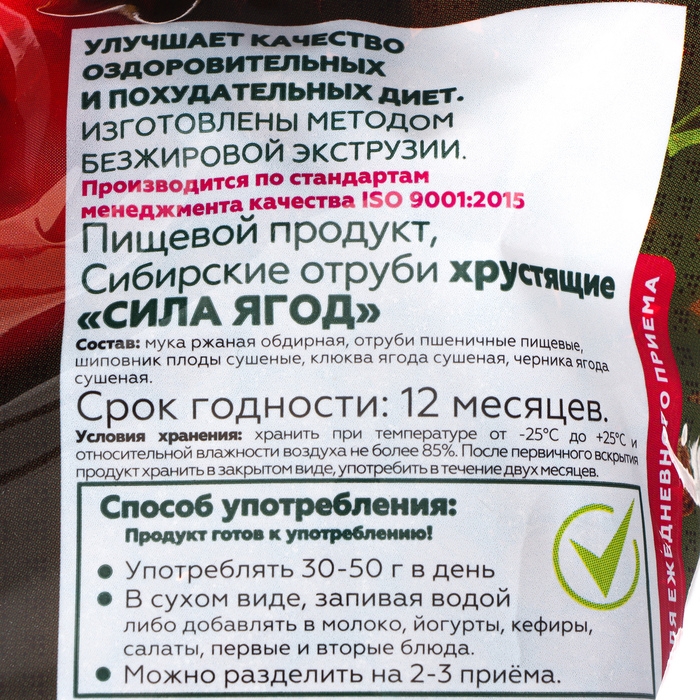 УЛУЧШАЕТ КАЧЕСТВО
ОЗДОРОВИТЕЛЬНЫХ
И ПОХУДАТЕЛЬНЫХ ДИЕТ.
ИЗГОТОВЛЕНЫ МЕТОДОМ
БЕЗЖИРОВОЙ ЭКСТРУЗИИ.
Производится по стандартам
менеджмента качества ISO 9001:2015
Пищевой продукт,
Сибирские отруби хрустящие
«СИЛА ЯГОД»
Состав: мука ржаная обдирная, отруби пшеничные пищевые,
шиповник плоды сушеные, клюква ягода сушеная, черника ягода
сушеная.
Срок годности: 12 месяцев.
Условия хранения: хранить при температуре от -25°С до +25°С и
относительной влажности воздуха не более 85%. После первичного вскрытия
продукт хранить в закрытом виде, употребить в течение двух месяцев.
Способ употребления:
Продукт готов к употреблению!
• Употреблять 30-50 г в день
• В сухом виде, запивая водой
либо добавлять в молоко, йогурты, кефиры,
салаты, первые и вторые блюда.
• Можно разделить на 2-3 приёма.
ЕЖЕДНЕВНОГО ПРИЕМА